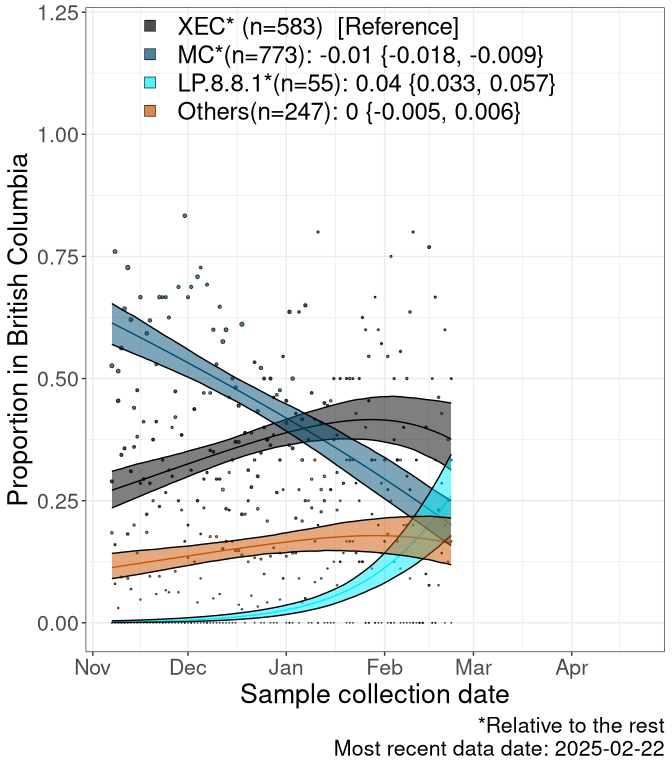 XEC* (n=583)  [Reference]
MC*(n=773): -0.01 {-0.018, -0.009}
LP.8.8.1*(n=55): 0.04 {0.033, 0.057}
Others(n=247): 0 {-0.005, 0.006}
Proportion in British Columbia
1.25
1.00
0.75
0.50
0.25
0.00
Nov Dec Jan Feb Mar Apr
Sample collection date
*Relative to the rest
Most recent data date: 2025-02-22